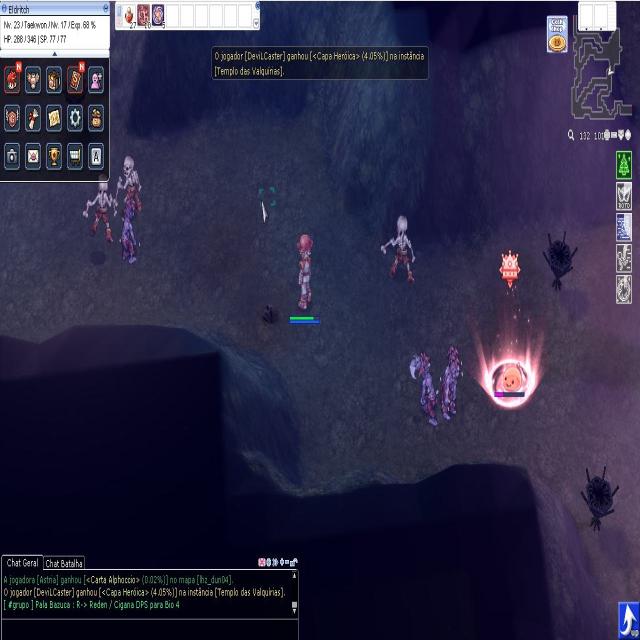 Eldritch
Nv. 23 / Taekwon / Nv. 17 / Exp. 68 %
HP. 288 / 346 | SP. 77 / 77
O jogador [DeviLCaster] ganhou [<Capa Heróica> (4.05%)] na instância
[Templo das Valquírias].
Chat Geral
Chat Batalha
A jogadora [Astria] ganhou [<Carta Alphoccio> (0.02%)] no mapa [lhz_dun04].
O jogador [DeviLCaster] ganhou [<Capa Heróica> (4.05%)] na instância [Templo das Valquírias].
[ #grupo ] Pala Bazuca : R-> Reden / Cigana DPS para Bio 4